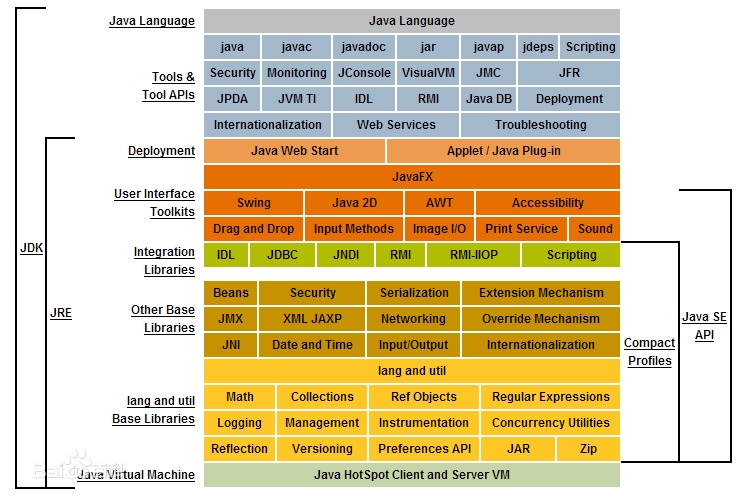 Java Language Java Language
java javac javadoc jar javap jdeps Scripting
Tools & Tool APIs Security Monitoring JConsole VisualVM JMC JFR
JPDA JVM TI IDL RMI Java DB Deployment
Internationalization Web Services Troubleshooting
Deployment Java Web Start Applet / Java Plug-in
JavaFX
User Interface Toolkits Swing Java 2D AWT Accessibility
Drag and Drop Input Methods Image I/O Print Service Sound
JDK
Integration Libraries IDL JDBC JNDI RMI RMI-IIOP Scripting
Beans Security Serialization Extension Mechanism
JRE
Other Base Libraries JMX XML JAXP Networking Override Mechanism
Java SE API
JNI Date and Time Input/Output Internationalization
Compact Profiles
lang and util
lang and util Base Libraries Math Collections Ref Objects Regular Expressions
Logging Management Instrumentation Concurrency Utilities
Reflection Versioning Preferences API JAR Zip
Java Virtual Machine Java HotSpot Client and Server VM